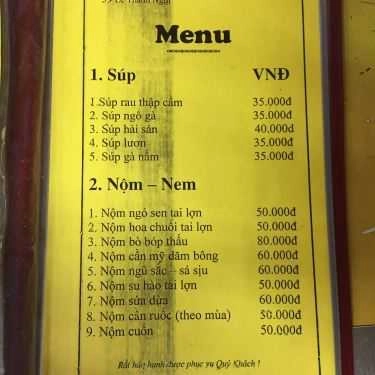 Menu
1. Súp VNĐ
1.Súp rau thập cẩm 35.000đ
2. Súp ngô gà 35.000đ
3. Súp hải sản 40.000đ
4. Súp lươn 35.000đ
5. Súp gà nấm 35.000đ
2. Nộm – Nem
1. Nộm ngó sen tai lợn 50.000đ
2. Nộm hoa chuối tai lợn 50.000đ
3. Nộm bò bóp thấu 80.000đ
4. Nộm cần mỹ dăm bông 60.000đ
5. Nộm ngũ sắc – sá sịu 60.000đ
6. Nộm su hào tai lợn 50.000đ
7. Nộm sứa dừa 60.000đ
8. Nộm cần ruốc (theo mùa) 50.000đ
9. Nộm cuốn 50.000đ
Rất hân hạnh được phục vụ Quý Khách !